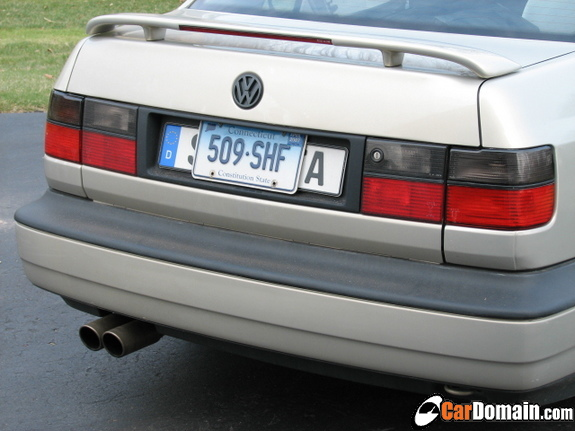 Connecticut
D
S
509·SHF
A
Constitution State
CarDomain.com